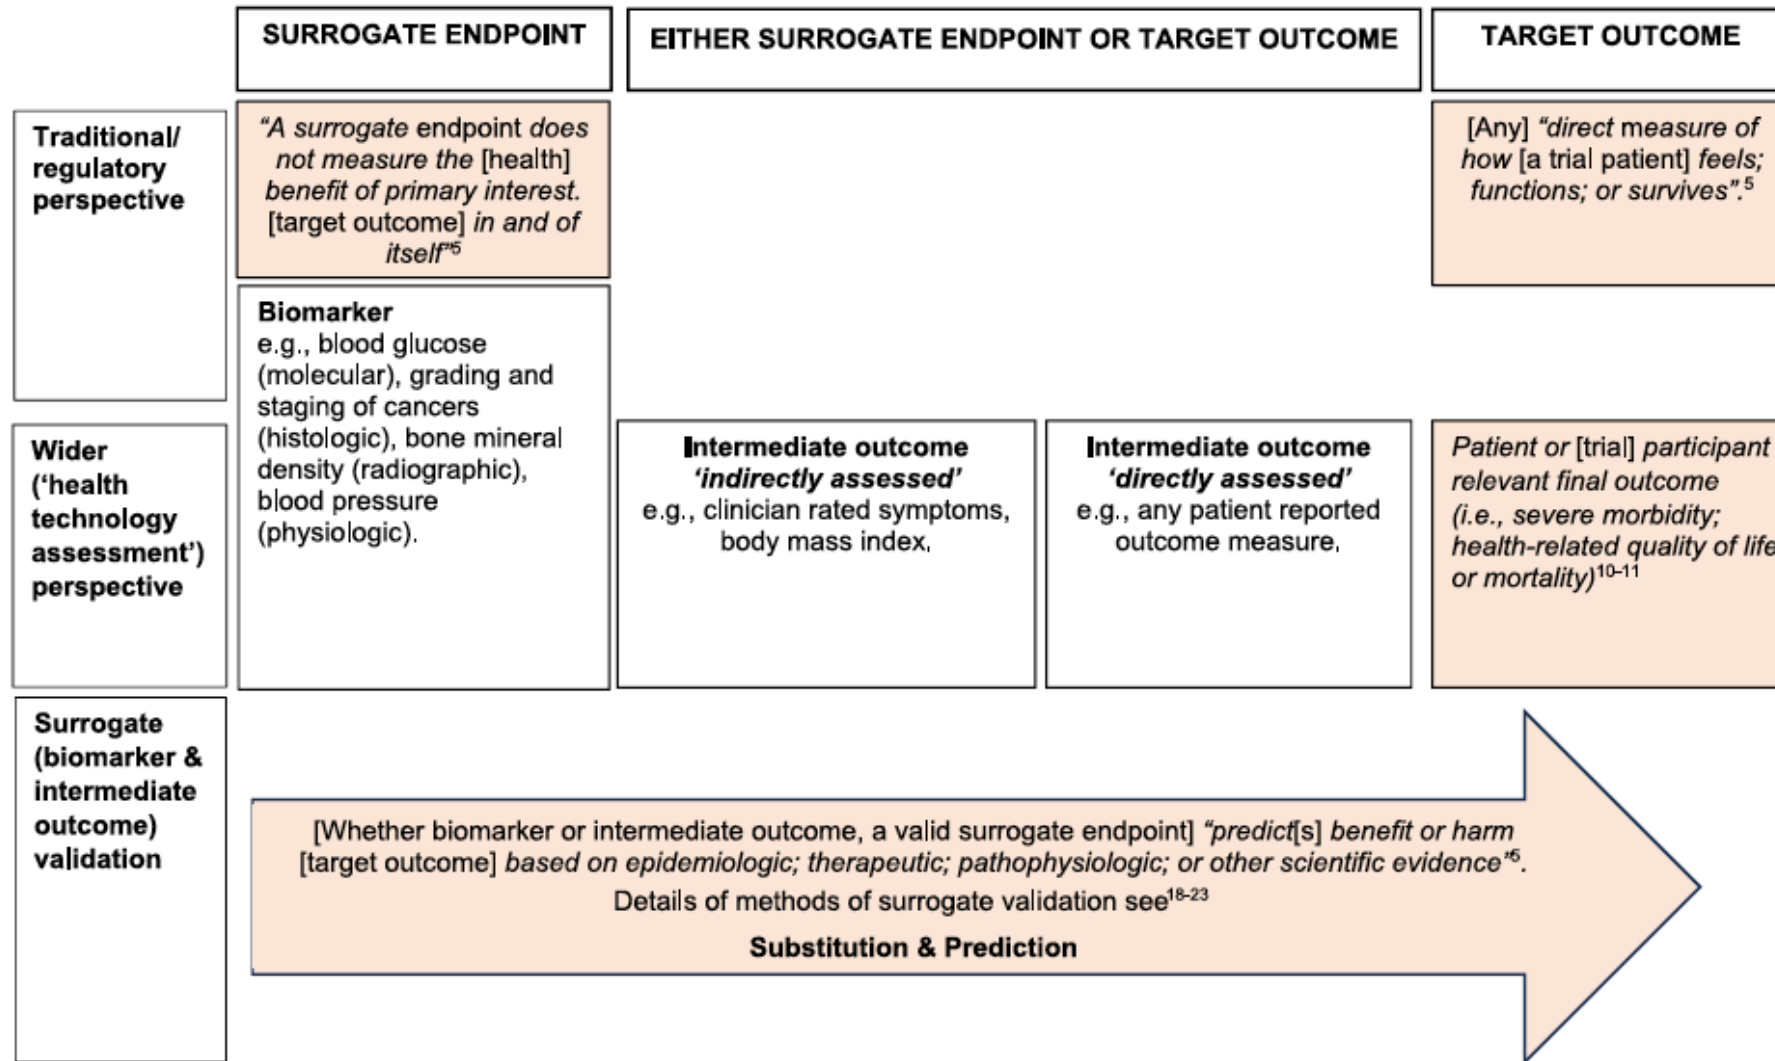 SURROGATE ENDPOINT
EITHER SURROGATE ENDPOINT OR TARGET OUTCOME
TARGET OUTCOME
Traditional/
regulatory
perspective
“A surrogate endpoint does
not measure the [health]
benefit of primary interest.
[target outcome] in and of
itself”5
[Any] “direct measure of
how [a trial patient] feels;
functions; or survives”.5
Biomarker
e.g., blood glucose
(molecular), grading and
staging of cancers
(histologic), bone mineral
density (radiographic),
blood pressure
(physiologic).
Wider
(‘health
technology
assessment’)
perspective
Intermediate outcome
‘indirectly assessed’
e.g., clinician rated symptoms,
body mass index.
Intermediate outcome
‘directly assessed’
e.g., any patient reported
outcome measure.
Patient or [trial] participant
relevant final outcome
(i.e., severe morbidity;
health-related quality of life
or mortality)10–11
Surrogate
(biomarker &
intermediate
outcome)
validation
[Whether biomarker or intermediate outcome, a valid surrogate endpoint] “predict[s] benefit or harm
[target outcome] based on epidemiologic; therapeutic; pathophysiologic; or other scientific evidence”5.
Details of methods of surrogate validation see18–23
Substitution & Prediction